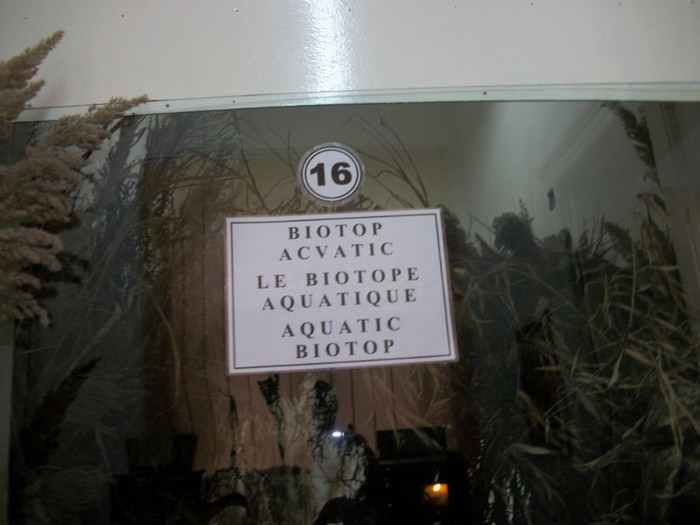 16
BIOTOP
ACVATIC
LE BIOTOPE
AQUATIQUE
AQUATIC
BIOTOP